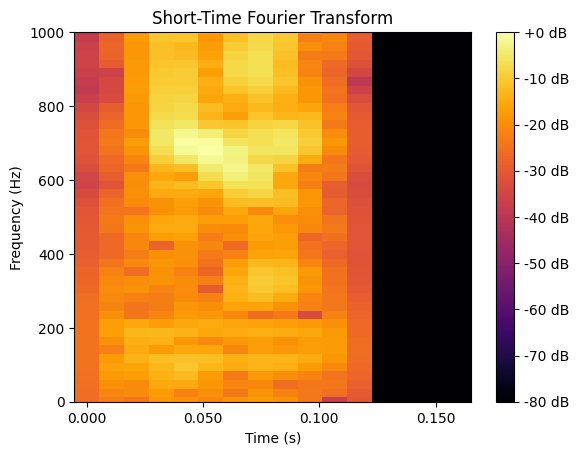 Short-Time Fourier Transform
1000
800
600
400
200
0
Frequency (Hz)
0.000
0.050
0.100
0.150
Time (s)
+0 dB
-10 dB
-20 dB
-30 dB
-40 dB
-50 dB
-60 dB
-70 dB
-80 dB